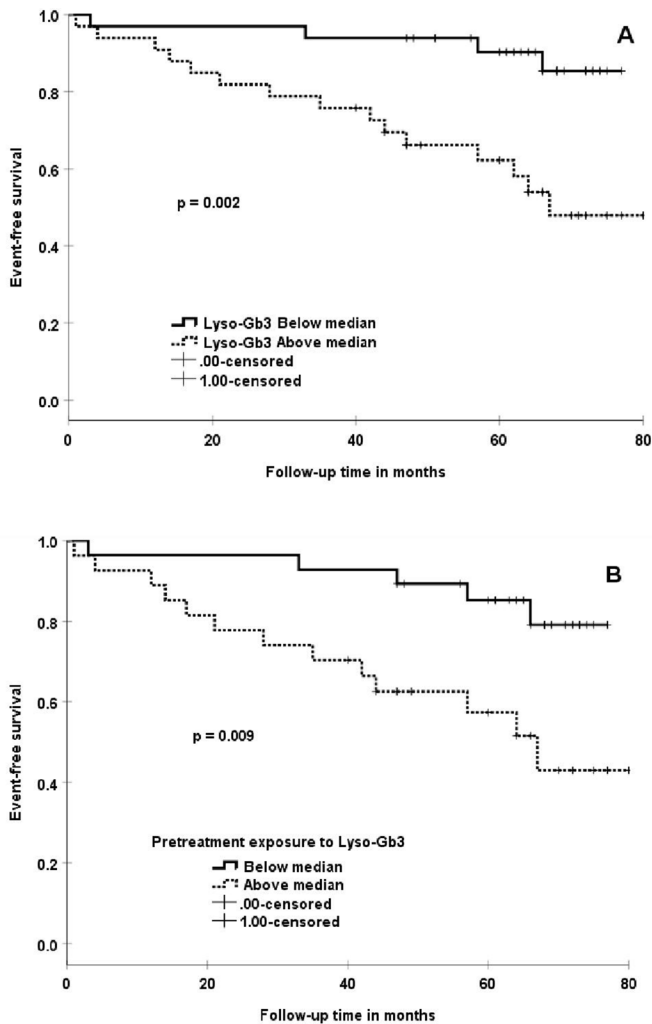 A
1.0
0.8
0.6
0.4
0.2
0.0
Event-free survival
p = 0.002
Lyso-Gb3 Below median
Lyso-Gb3 Above median
.00-censored
1.00-censored
0 20 40 60 80
Follow-up time in months
B
1.0
0.8
0.6
0.4
0.2
0.0
Event-free survival
p = 0.009
Pretreatment exposure to Lyso-Gb3
Below median
Above median
.00-censored
1.00-censored
0 20 40 60 80
Follow-up time in months